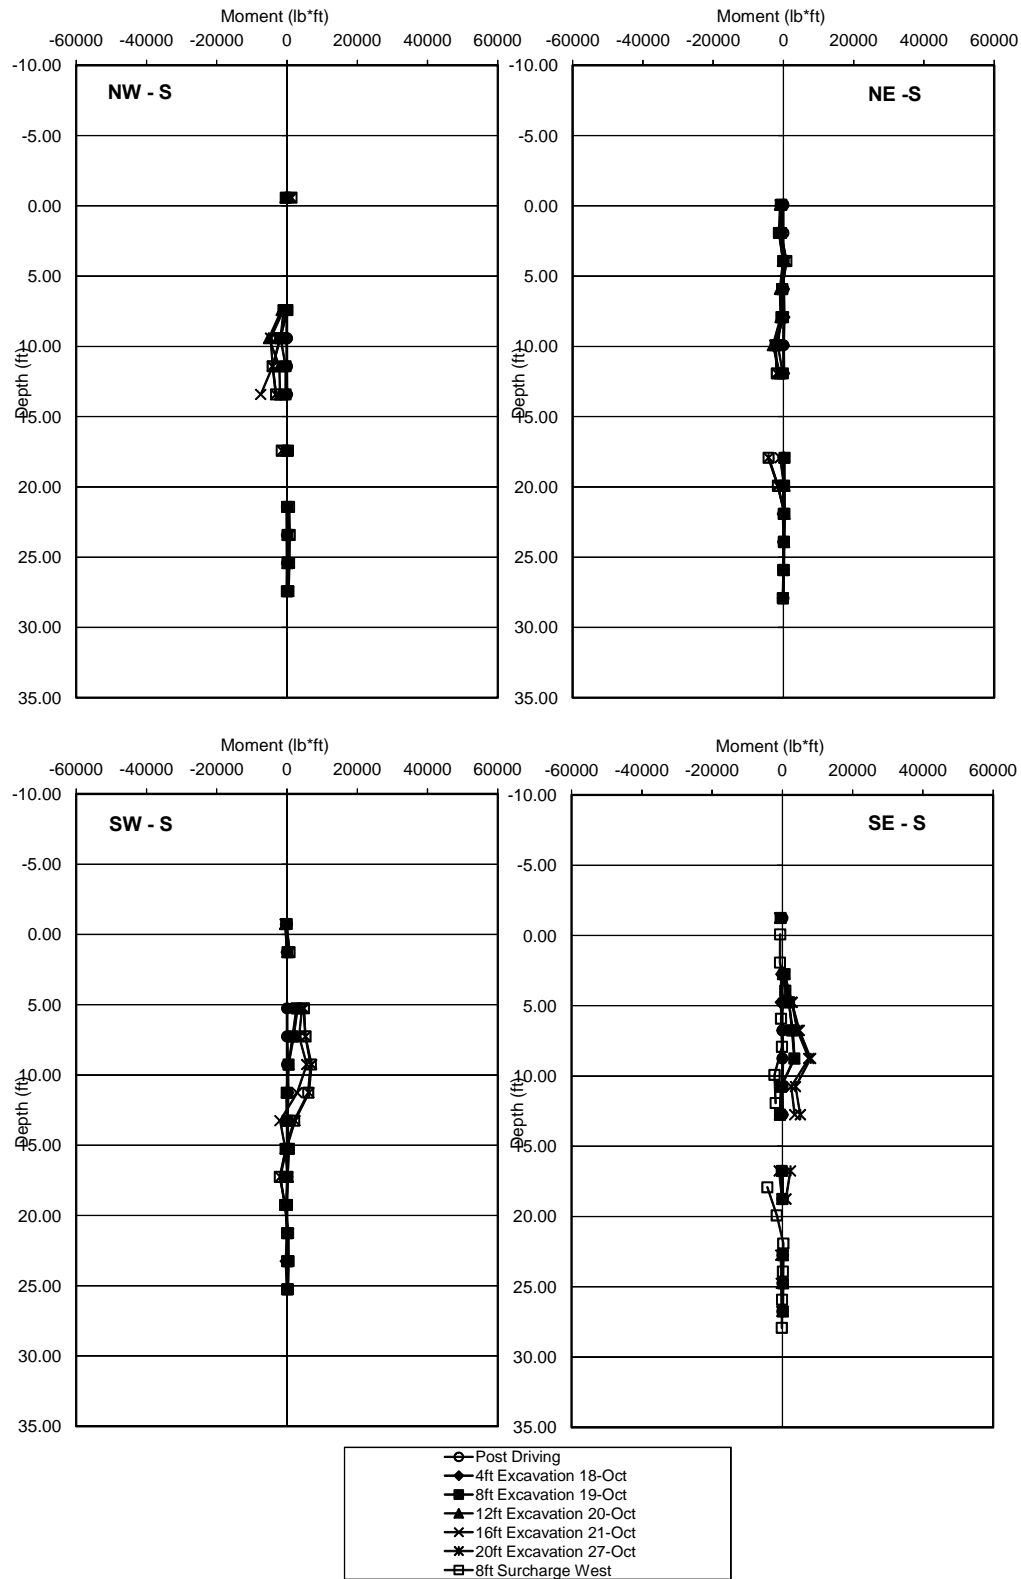 Moment (lb*ft)
-60000 -40000 -20000 0 20000 40000 60000
-10.00
-5.00
0.00
5.00
10.00
15.00
20.00
25.00
30.00
35.00
Depth (ft)
NW - S
Moment (lb*ft)
-60000 -40000 -20000 0 20000 40000 60000
-10.00
-5.00
0.00
5.00
10.00
15.00
20.00
25.00
30.00
35.00
Depth (ft)
NE -S
Moment (lb*ft)
-60000 -40000 -20000 0 20000 40000 60000
-10.00
-5.00
0.00
5.00
10.00
15.00
20.00
25.00
30.00
35.00
Depth (ft)
SW - S
Moment (lb*ft)
-60000 -40000 -20000 0 20000 40000 60000
-10.00
-5.00
0.00
5.00
10.00
15.00
20.00
25.00
30.00
35.00
Depth (ft)
SE - S
Post Driving
4ft Excavation 18-Oct
8ft Excavation 19-Oct
12ft Excavation 20-Oct
16ft Excavation 21-Oct
20ft Excavation 27-Oct
8ft Surcharge West